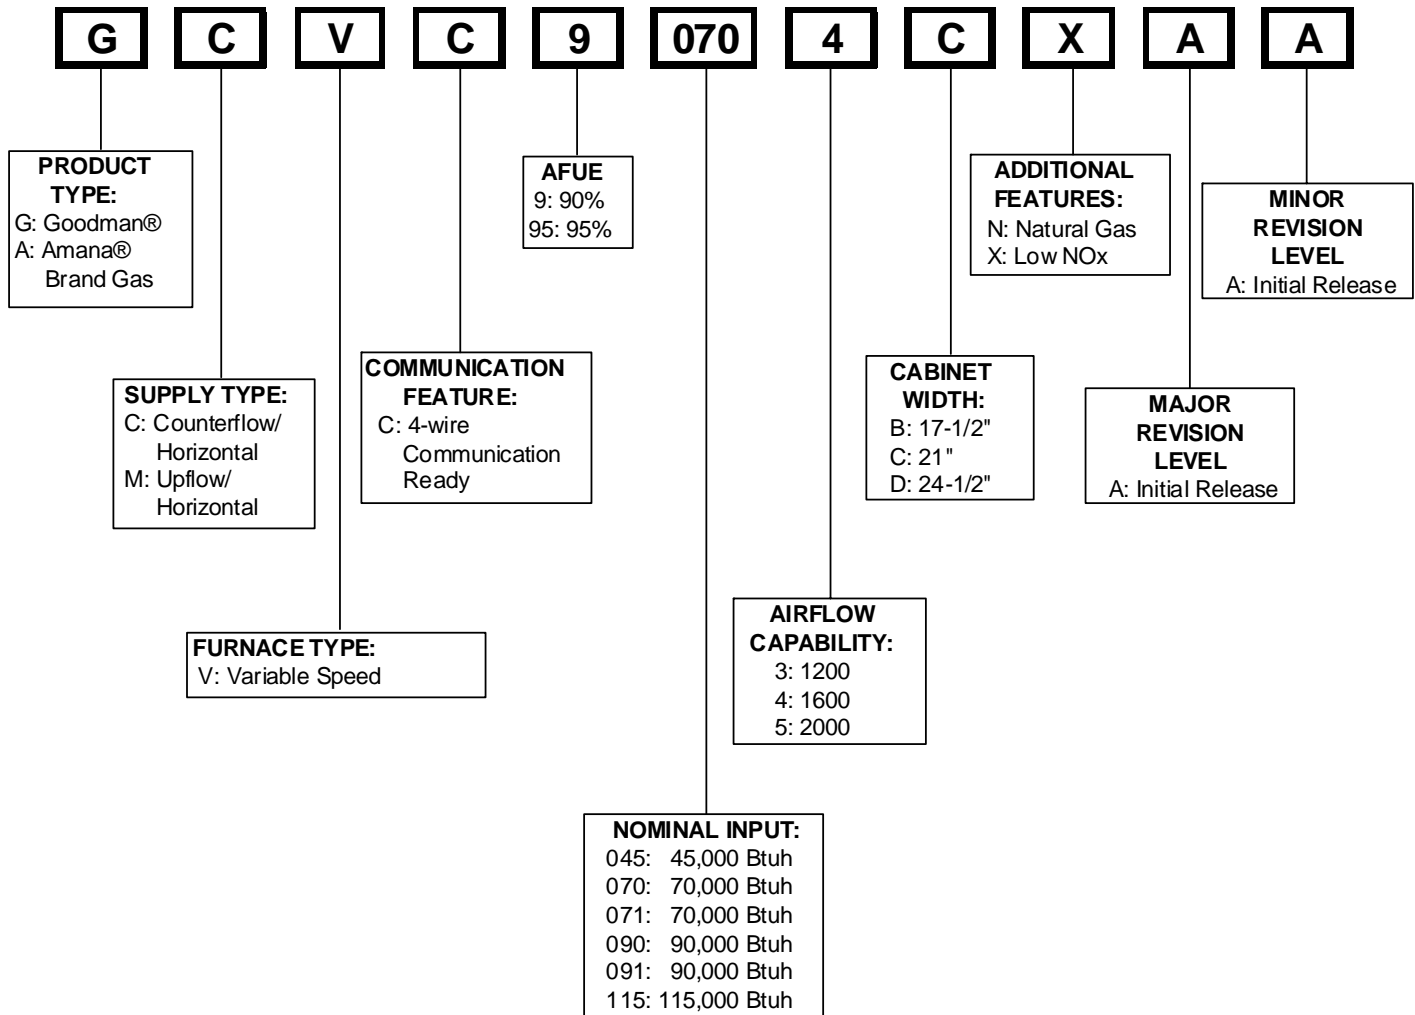 G C V C 9 070 4 C X A A
PRODUCT
TYPE:
G: Goodman®
A: Amana®
Brand Gas
AFUE
9: 90%
95: 95%
ADDITIONAL
FEATURES:
N: Natural Gas
X: Low NOx
MINOR
REVISION
LEVEL
A: Initial Release
SUPPLY TYPE:
C: Counterflow/
Horizontal
M: Upflow/
Horizontal
COMMUNICATION
FEATURE:
C: 4-wire
Communication
Ready
CABINET
WIDTH:
B: 17-1/2"
C: 21"
D: 24-1/2"
MAJOR
REVISION
LEVEL
A: Initial Release
FURNACE TYPE:
V: Variable Speed
AIRFLOW
CAPABILITY:
3: 1200
4: 1600
5: 2000
NOMINAL INPUT:
045: 45,000 Btuh
070: 70,000 Btuh
071: 70,000 Btuh
090: 90,000 Btuh
091: 90,000 Btuh
115: 115,000 Btuh